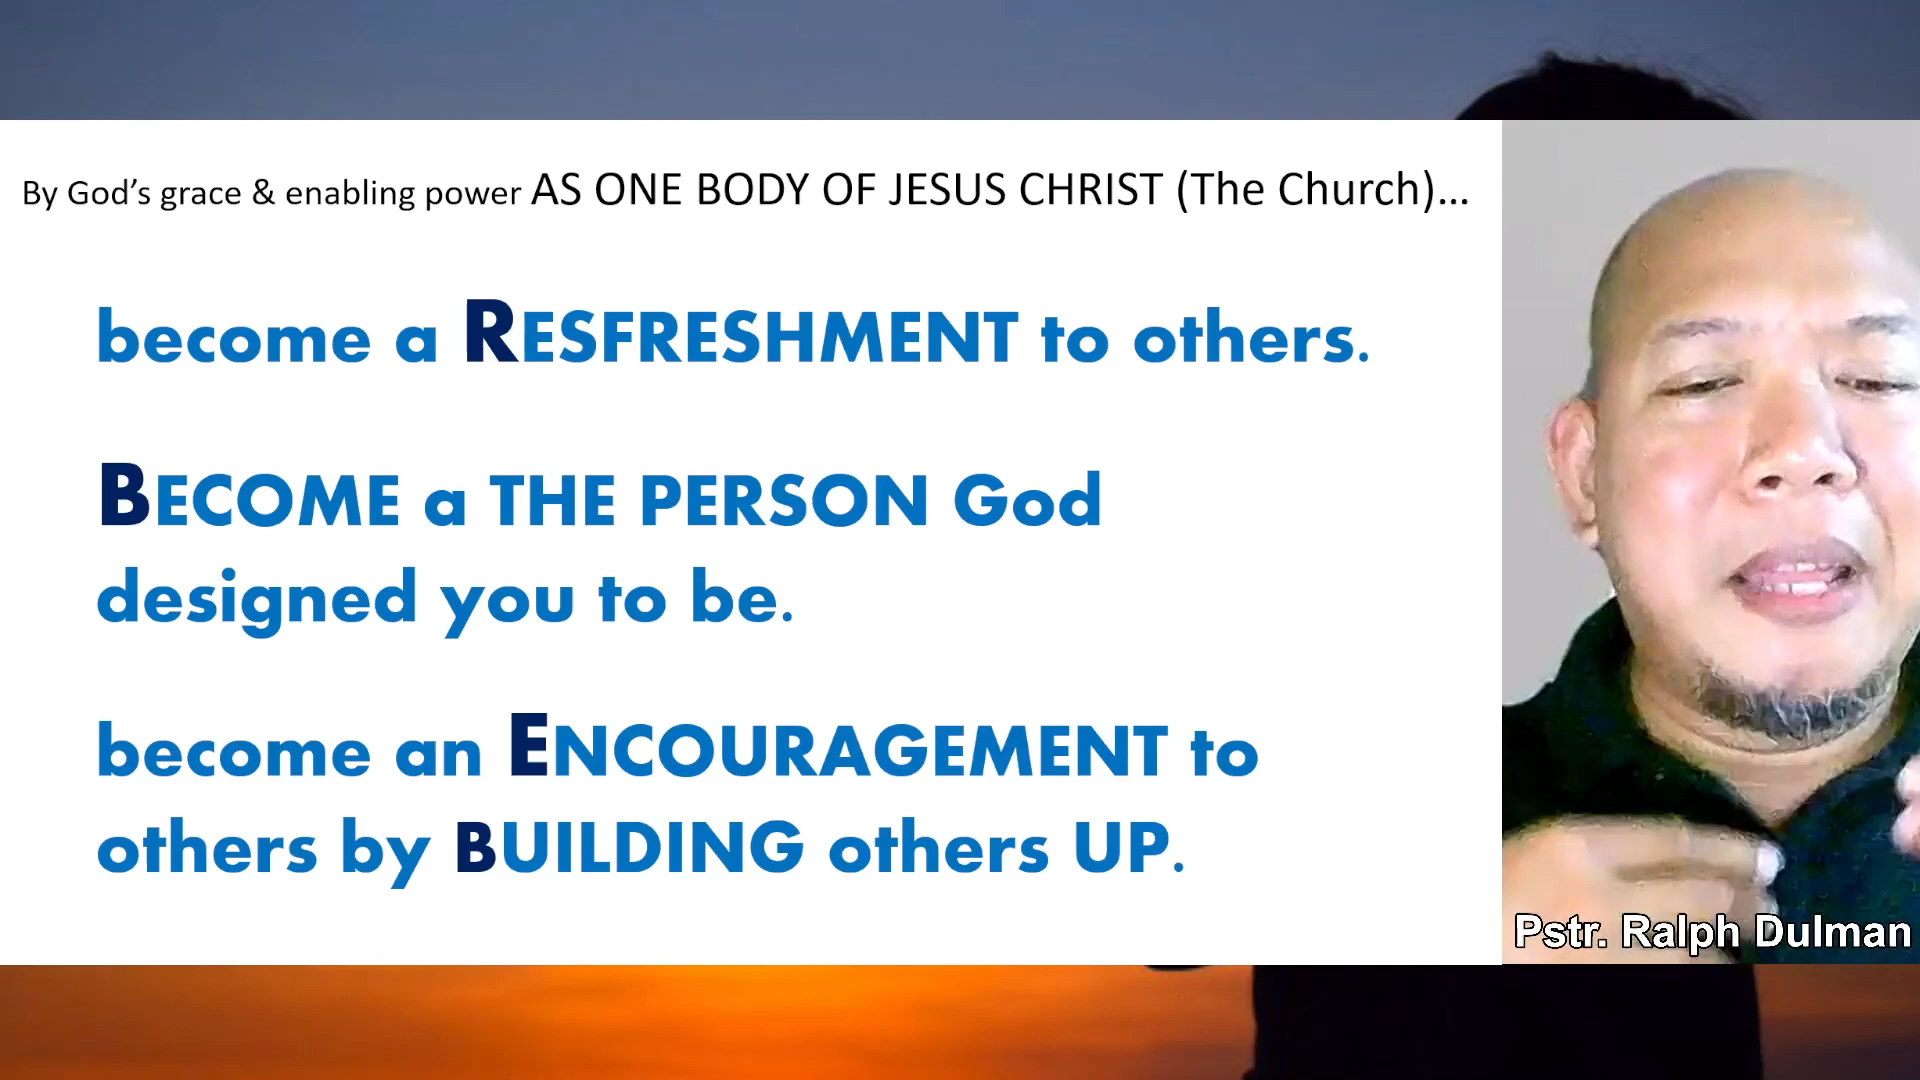 By God’s grace & enabling power AS ONE BODY OF JESUS CHRIST (The Church)...
become a RESFRESHMENT to others.
BECOME a THE PERSON God
designed you to be.
become an ENCOURAGEMENT to
others by BUILDING others UP.
Pstr. Ralph Dulman